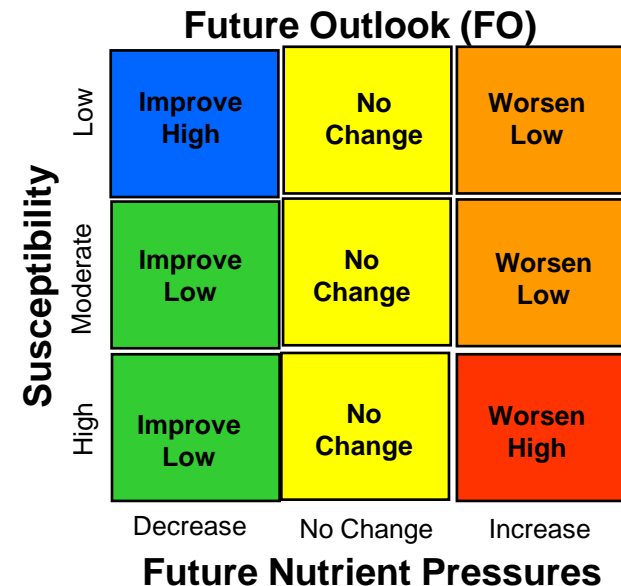 Future Outlook (FO)
Susceptibility
Low
Improve
High
No
Change
Worsen
Low
Moderate
Improve
Low
No
Change
Worsen
Low
High
Improve
Low
No
Change
Worsen
High
Decrease
No Change
Increase
Future Nutrient Pressures